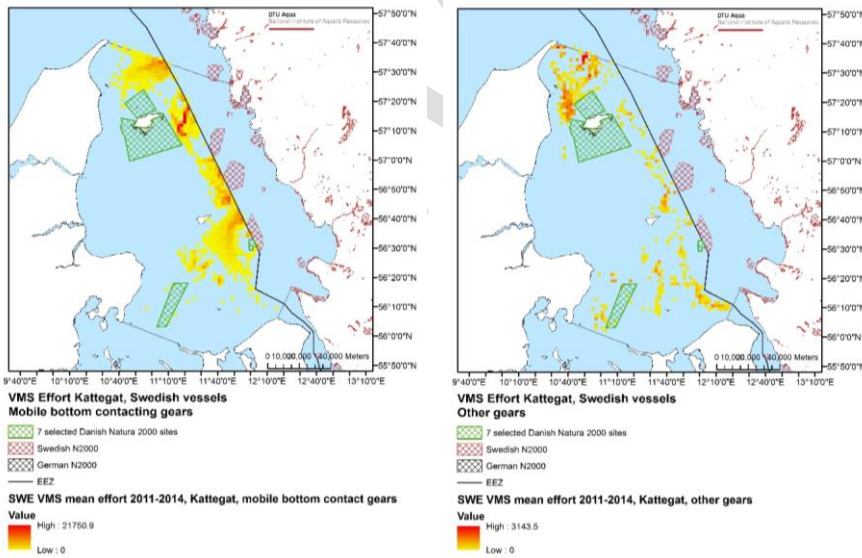 DTU Aqua
National Institute of Aquatic Resources
57°50'0"N
57°40'0"N
57°30'0"N
57°20'0"N
57°10'0"N
57°0'0"N
56°50'0"N
56°40'0"N
56°30'0"N
56°20'0"N
56°10'0"N
56°0'0"N
55°50'0"N
0 10,000 20,000 40,000 Meters
9°40'0"E 10°10'0"E 10°40'0"E 11°10'0"E 11°40'0"E 12°10'0"E 12°40'0"E 13°10'0"E
VMS Effort Kattegat, Swedish vessels
Mobile bottom contacting gears
7 selected Danish Natura 2000 sites
Swedish N2000
German N2000
EEZ
SWE VMS mean effort 2011-2014, Kattegat, mobile bottom contact gears
Value
High : 21750.9
Low : 0
DTU Aqua
National Institute of Aquatic Resources
57°50'0"N
57°40'0"N
57°30'0"N
57°20'0"N
57°10'0"N
57°0'0"N
56°50'0"N
56°40'0"N
56°30'0"N
56°20'0"N
56°10'0"N
56°0'0"N
55°50'0"N
0 10,000 20,000 40,000 Meters
9°40'0"E 10°10'0"E 10°40'0"E 11°10'0"E 11°40'0"E 12°10'0"E 12°40'0"E 13°10'0"E
VMS Effort Kattegat, Swedish vessels
Other gears
7 selected Danish Natura 2000 sites
Swedish N2000
German N2000
EEZ
SWE VMS mean effort 2011-2014, Kattegat, other gears
Value
High : 3143.5
Low : 0